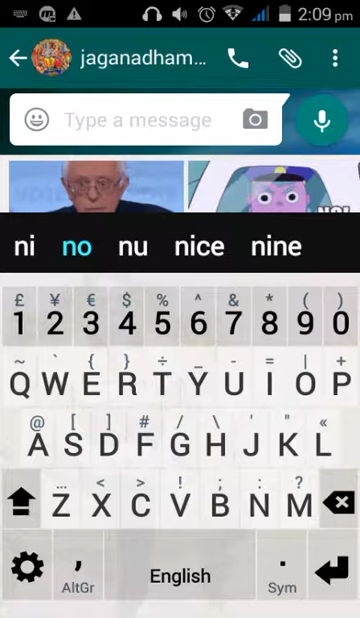 2:09 pm
jaganadham...
Type a message
NO!
ni no nu nice nine
£ ¥ € $ % ^ & * ( )
1 2 3 4 5 6 7 8 9 0
~ ` { } ÷ _ - = | +
Q W E R T Y U I O P
@ [ ] # / \ ' " «
A S D F G H J K L
... < > ! ; : ?
Z X C V B N M
, English .
AltGr Sym